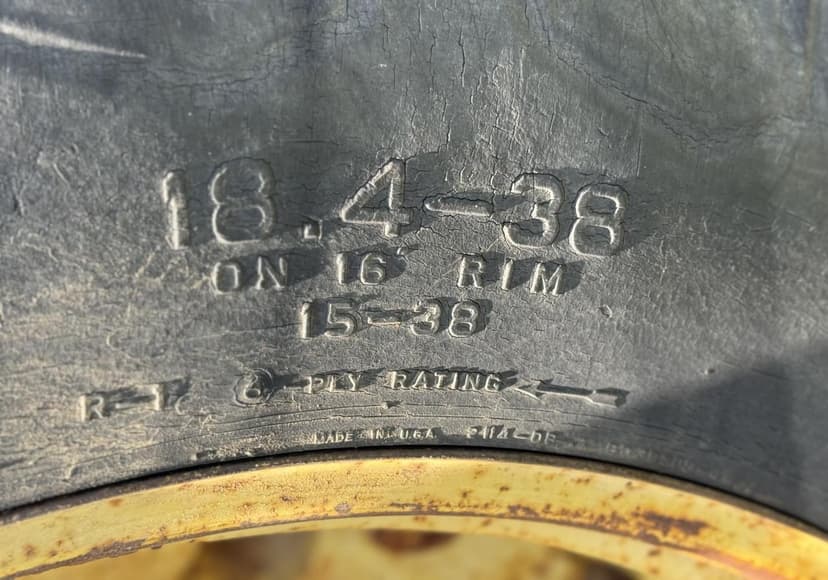 18.4-38
ON 16" RIM
15-38
R-1 6 PLY RATING
MADE IN U.S.A.